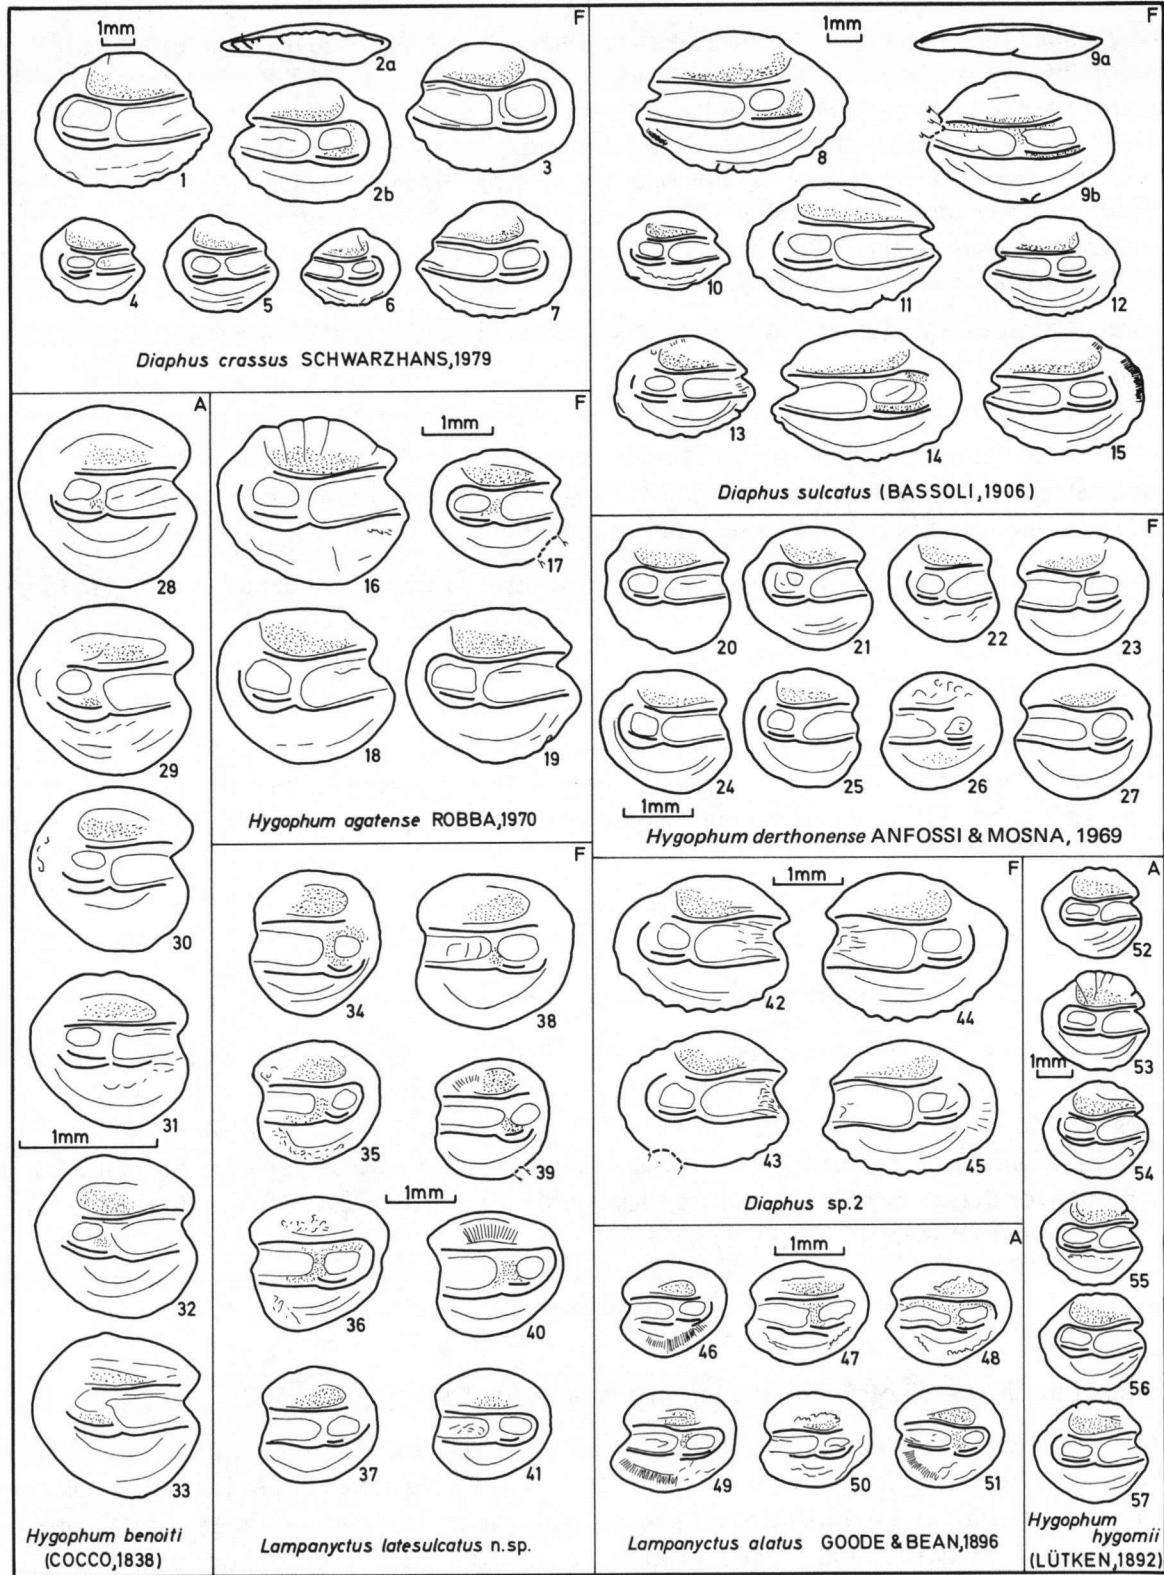 F
1mm
2a
1
2b
3
4
5
6
7
Diaphus crassus SCHWARZHANS,1979
F
1mm
9a
8
9b
10
11
12
13
14
15
Diaphus sulcatus (BASSOLI,1906)
A
28
29
30
31
1mm
32
33
Hygophum benoiti
(COCCO,1838)
F
1mm
16
17
18
19
Hygophum agatense ROBBA,1970
F
20
21
22
23
24
25
26
27
1mm
Hygophum derthonense ANFOSSI & MOSNA, 1969
F
34
38
35
39
1mm
36
40
37
41
Lampanyctus latesulcatus n.sp.
F
1mm
42
44
43
45
Diaphus sp.2
A
1mm
46
47
48
49
50
51
Lampanyctus alatus GOODE & BEAN,1896
A
52
53
1mm
54
55
56
57
Hygophum
hygomii
(LÜTKEN,1892)